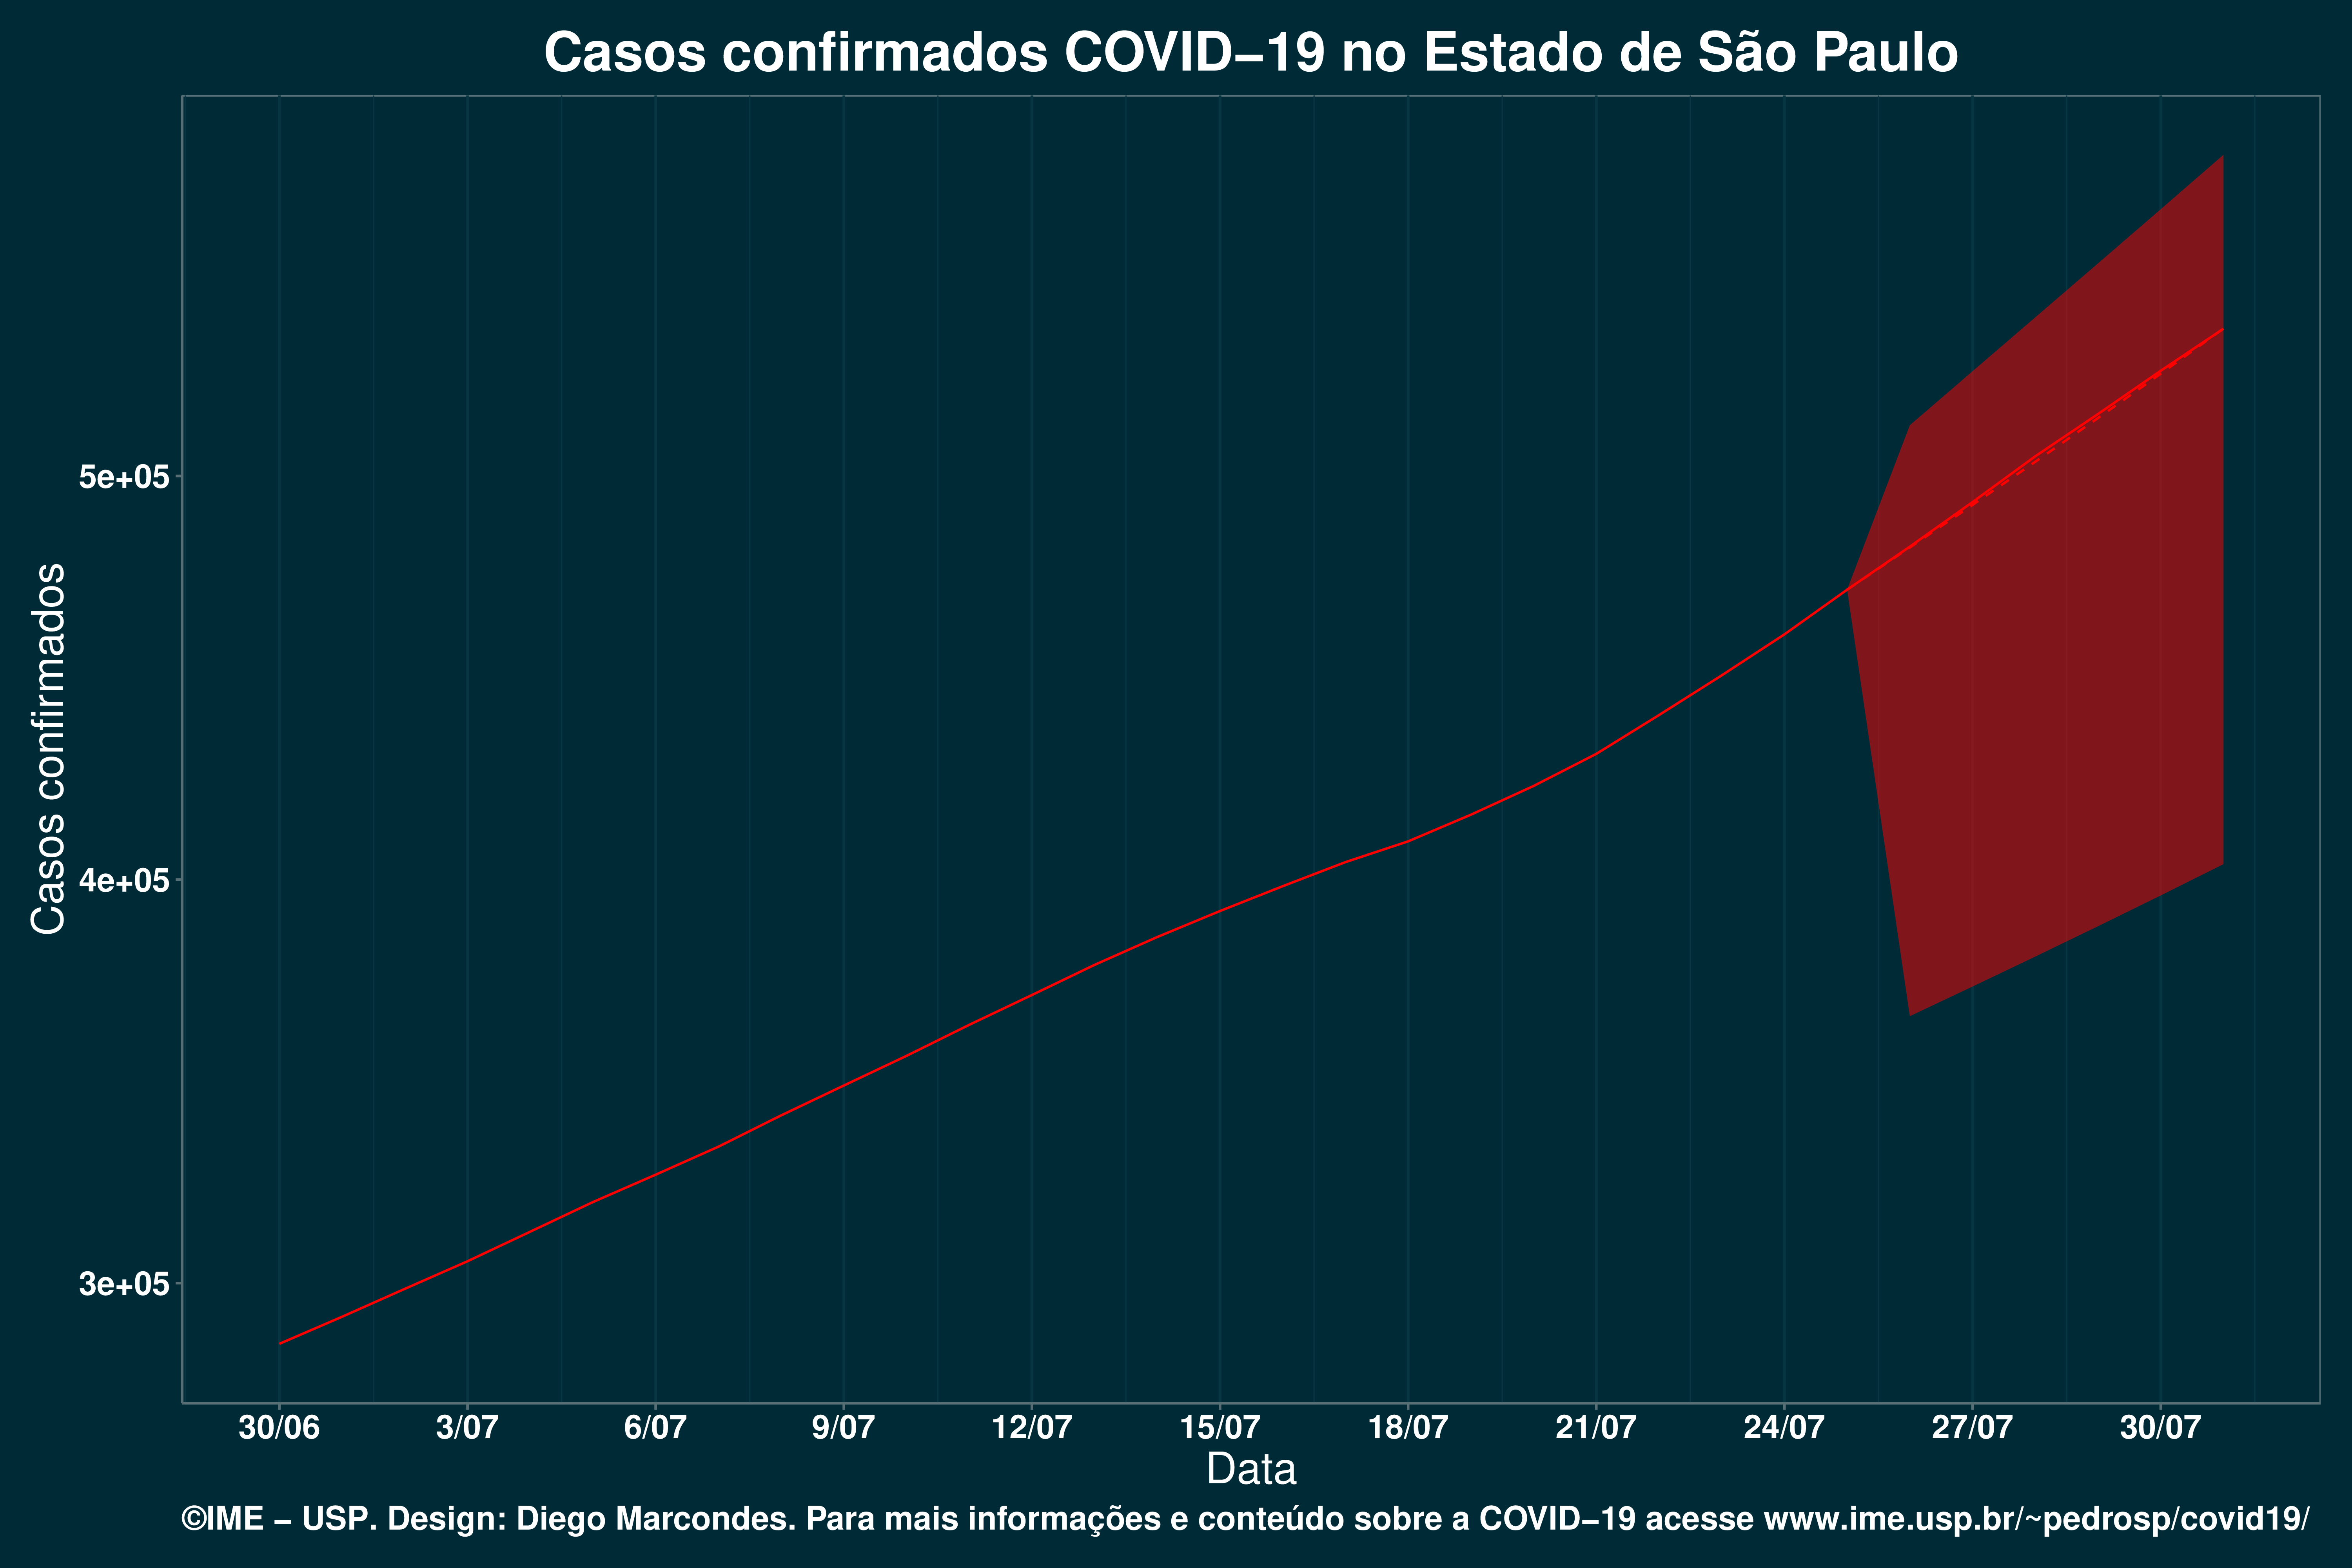 Casos confirmados COVID−19 no Estado de São Paulo
Casos confirmados
5e+05
4e+05
3e+05
30/06 3/07 6/07 9/07 12/07 15/07 18/07 21/07 24/07 27/07 30/07
Data
©IME − USP. Design: Diego Marcondes. Para mais informações e conteúdo sobre a COVID−19 acesse www.ime.usp.br/~pedrosp/covid19/